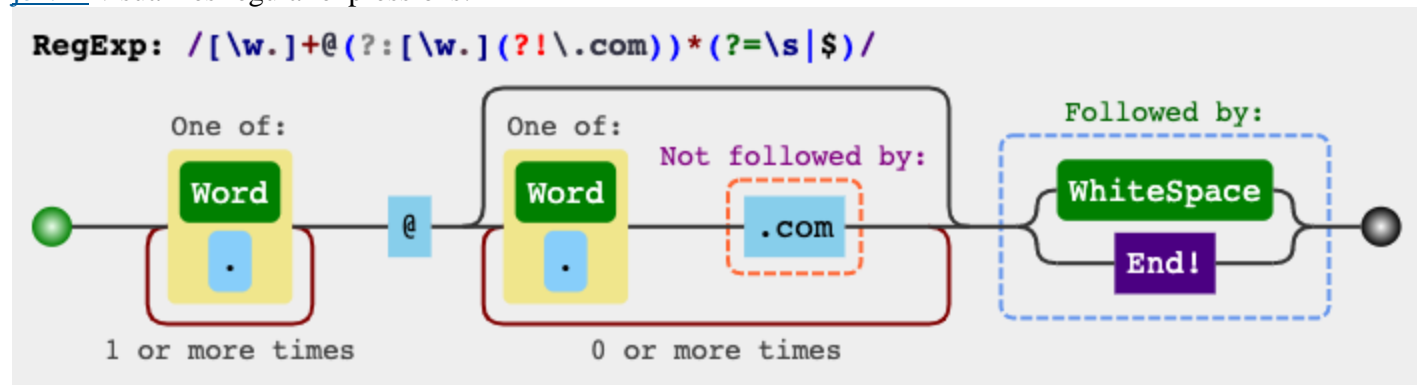 RegExp: /[\w.]+@(?:[\w.](?!\.com))*(?=\s|$)/
Followed by:
One of:
One of:
Not followed by:
Word
Word
WhiteSpace
@
.com
.
.
End!
1 or more times
0 or more times